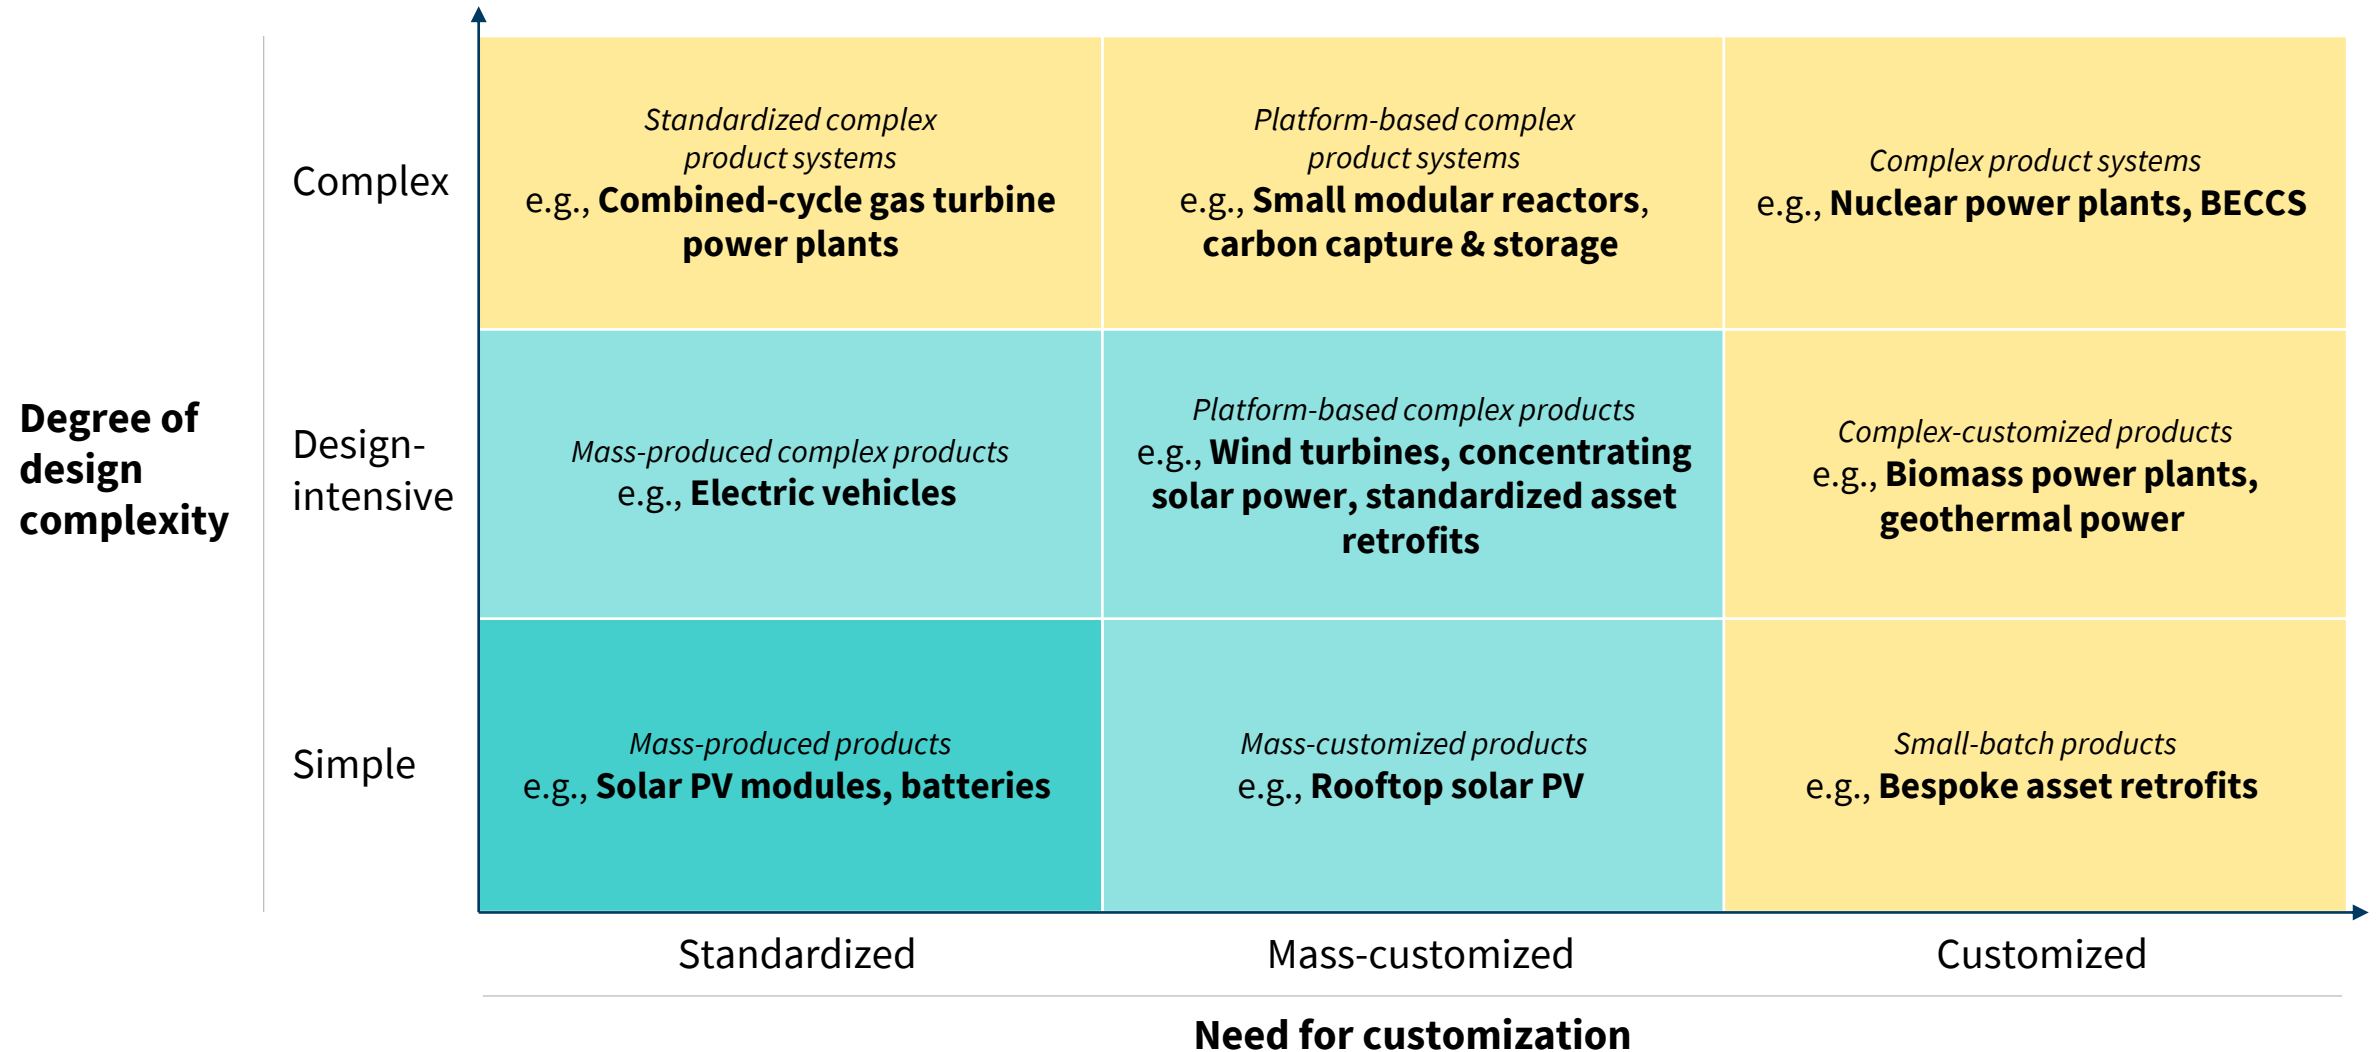 Degree of
design
complexity
Complex
Standardized complex
product systems
e.g., Combined-cycle gas turbine
power plants
Platform-based complex
product systems
e.g., Small modular reactors,
carbon capture & storage
Complex product systems
e.g., Nuclear power plants, BECCS
Design-
intensive
Mass-produced complex products
e.g., Electric vehicles
Platform-based complex products
e.g., Wind turbines, concentrating
solar power, standardized asset
retrofits
Complex-customized products
e.g., Biomass power plants,
geothermal power
Simple
Mass-produced products
e.g., Solar PV modules, batteries
Mass-customized products
e.g., Rooftop solar PV
Small-batch products
e.g., Bespoke asset retrofits
Standardized
Mass-customized
Customized
Need for customization